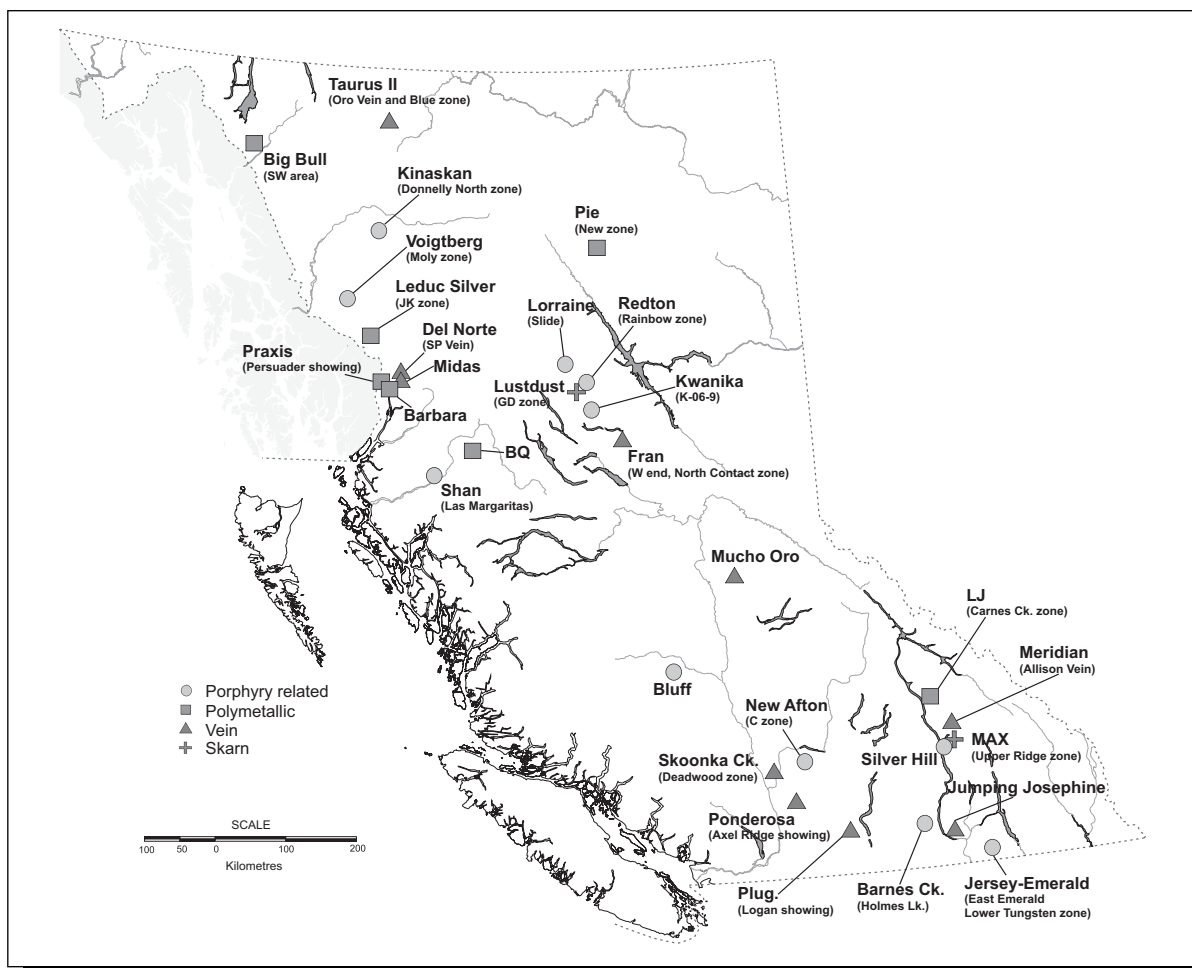 Taurus II
(Oro Vein and Blue zone)
Big Bull
(SW area)
Kinaskan
(Donnelly North zone)
Pie
(New zone)
Voigtberg
(Moly zone)
Leduc Silver
(JK zone)
Lorraine
(Slide)
Redton
(Rainbow zone)
Del Norte
(SP Vein)
Praxis
(Persuader showing)
Midas
Lustdust
(GD zone)
Kwanika
(K-06-9)
Barbara
BQ
Fran
(W end, North Contact zone)
Shan
(Las Margaritas)
Mucho Oro
LJ
(Carnes Ck. zone)
Meridian
(Allison Vein)
Bluff
Porphyry related
Polymetallic
Vein
Skarn
New Afton
(C zone)
MAX
(Upper Ridge zone)
Silver Hill
Skoonka Ck.
(Deadwood zone)
Jumping Josephine
Ponderosa
(Axel Ridge showing)
SCALE
100 50 0 100 200
Kilometres
Plug.
(Logan showing)
Barnes Ck.
(Holmes Lk.)
Jersey-Emerald
(East Emerald
Lower Tungsten zone)